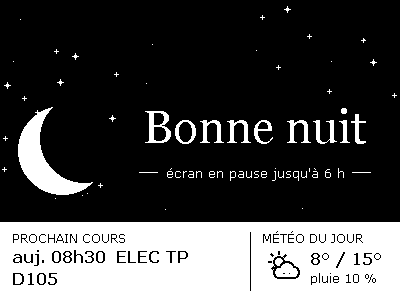 Bonne nuit
écran en pause jusqu'à 6 h
PROCHAIN COURS
auj. 08h30 ELEC TP
D105
MÉTÉO DU JOUR
8° / 15°
pluie 10 %